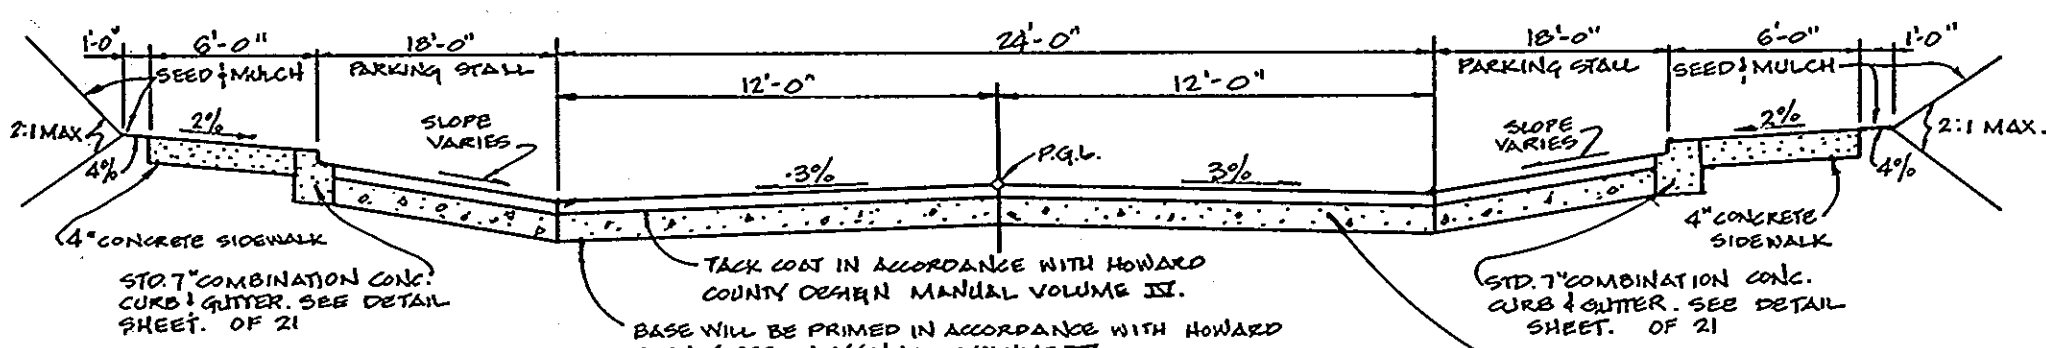 1'-0" 6'-0" 18'-0" 24'-0" 18'-0" 6'-0" 1'-0"
SEED & MULCH PARKING STALL PARKING STALL SEED & MULCH
12'-0" 12'-0"
2:1 MAX. 2% SLOPE
VARIES SLOPE
VARIES 2% 2:1 MAX.
P.G.L.
4% 3% 3% 4%
4" CONCRETE SIDEWALK
4" CONCRETE
SIDEWALK
TACK COAT IN ACCORDANCE WITH HOWARD
COUNTY DESIGN MANUAL VOLUME IV.
STD. 7" COMBINATION CONC.
CURB & GUTTER. SEE DETAIL
SHEET. OF 21
STD. 7" COMBINATION CONC.
CURB & GUTTER. SEE DETAIL
SHEET. OF 21
BASE WILL BE PRIMED IN ACCORDANCE WITH HOWARD